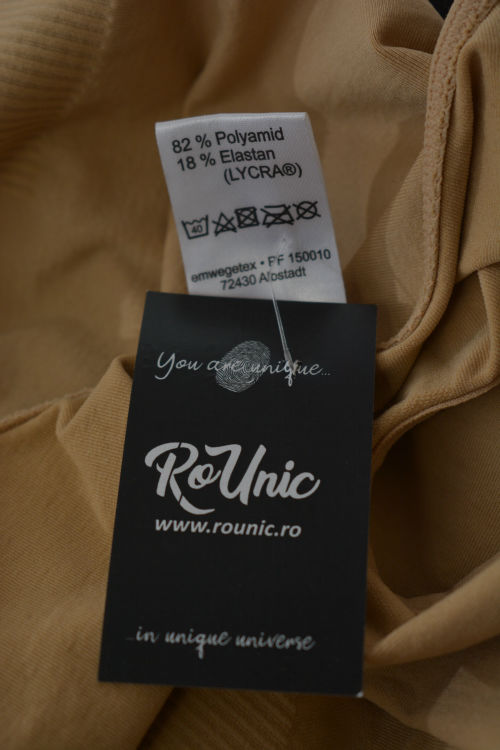 82 % Polyamid
18 % Elastan
(LYCRA®)
40
emwegetex • PF 150010
72430 Albstadt
You are unique...
RoUnic
www.rounic.ro
...in unique universe